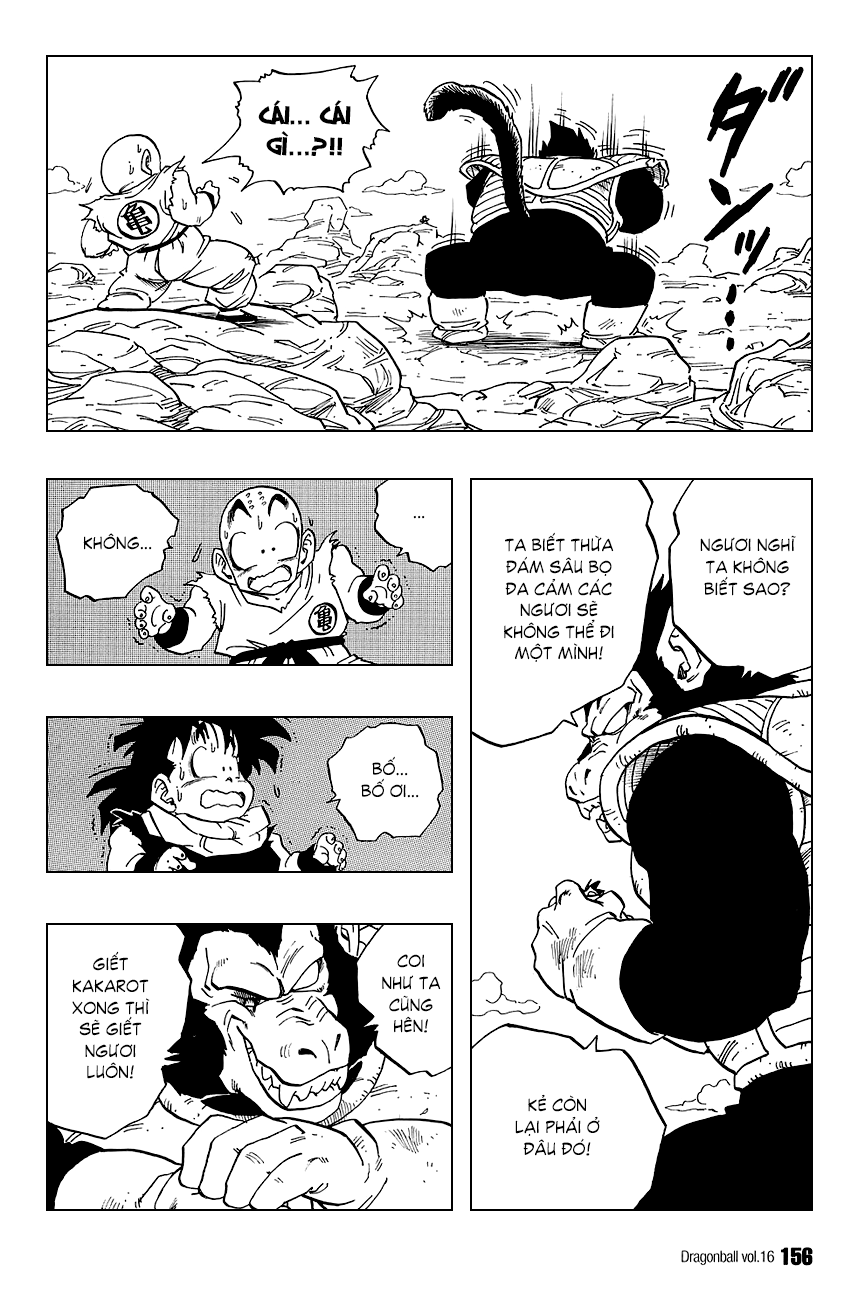 CÁI... CÁI
GÌ...?!!
ダンッ...
亀
NGƯƠI NGHĨ
TA KHÔNG
BIẾT SAO?
TA BIẾT THỪA
ĐÁM SÂU BỌ
ĐA CẢM CÁC
NGƯƠI SẼ
KHÔNG THỂ ĐI
MỘT MÌNH!
KẺ CÒN
LẠI PHẢI Ở
ĐÂU ĐÓ!
...
KHÔNG...
亀
BỐ...
BỐ ƠI...
COI
NHƯ TA
CŨNG
HÊN!
GIẾT
KAKAROT
XONG THÌ
SẼ GIẾT
NGƯƠI
LUÔN!
Dragonball vol.16 156